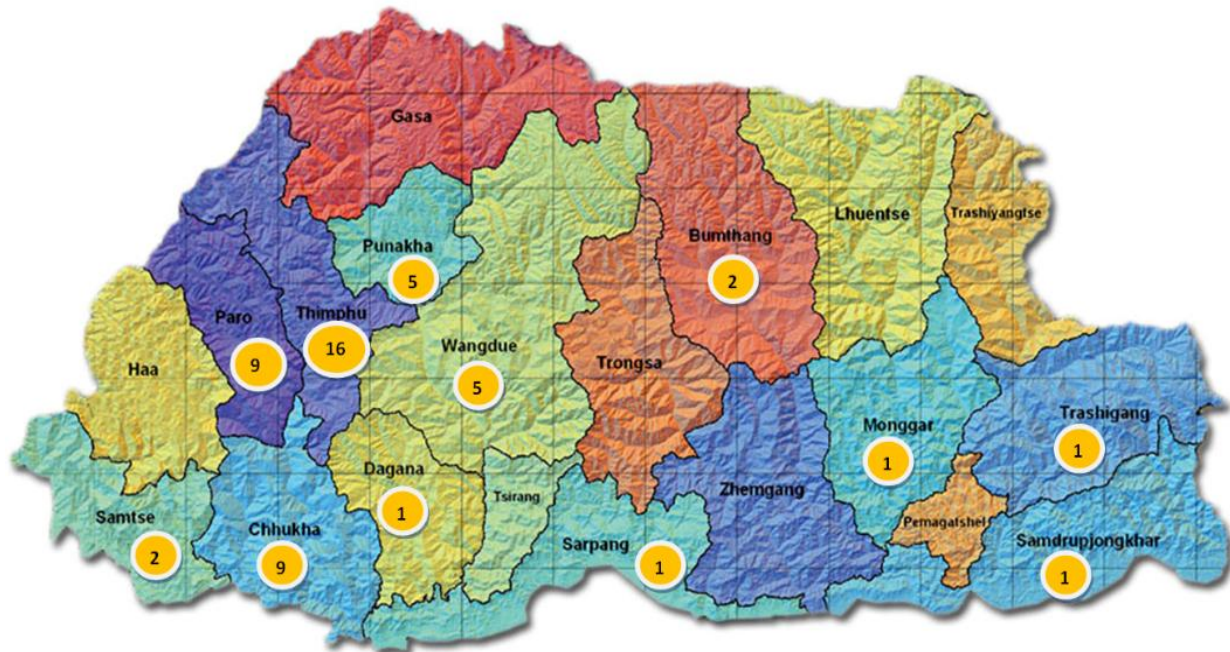 Gasa
Punakha
5
Bumthang
2
Lhuentse
Trashiyangtse
Paro
9
Thimphu
16
Wangdue
5
Haa
Trongsa
Monggar
1
Trashigang
1
Dagana
1
Tsirang
Zhemgang
Pemagatshel
Samtse
2
Chhukha
9
Sarpang
1
Samdrupjongkhar
1